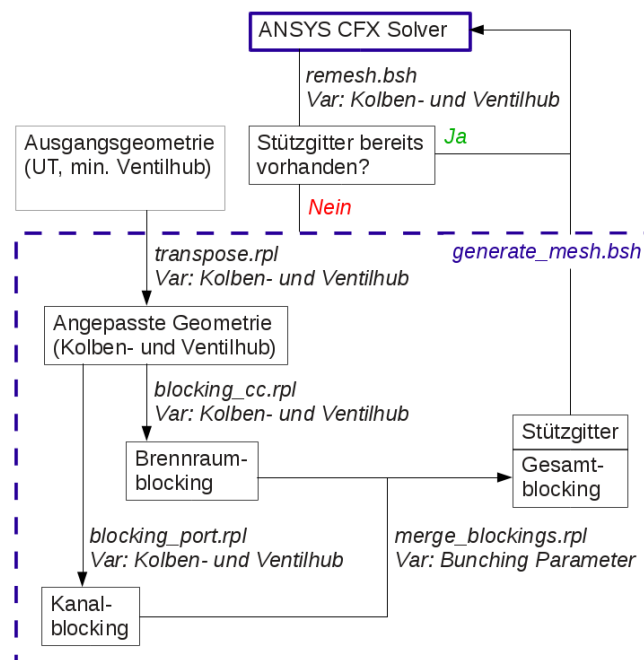 ANSYS CFX Solver
remesh.bsh
Var: Kolben- und Ventilhub
Ausgangsgeometrie
(UT, min. Ventilhub)
Stützgitter bereits
vorhanden?
Ja
Nein
generate_mesh.bsh
transpose.rpl
Var: Kolben- und Ventilhub
Angepasste Geometrie
(Kolben- und Ventilhub)
blocking_cc.rpl
Var: Kolben- und Ventilhub
Brennraum-
blocking
Stützgitter
Gesamt-
blocking
blocking_port.rpl
Var: Kolben- und Ventilhub
merge_blockings.rpl
Var: Bunching Parameter
Kanal-
blocking